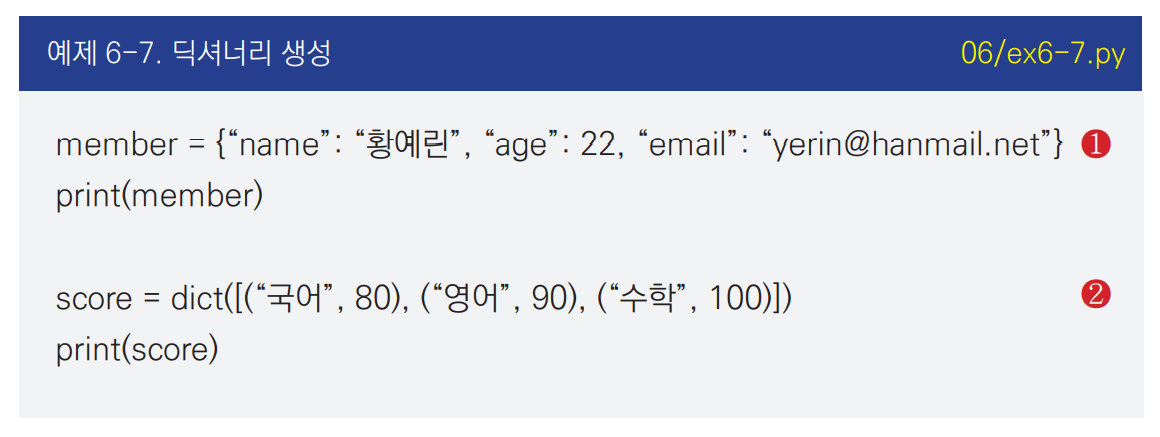 예제 6-7. 딕셔너리 생성 06/ex6-7.py
member = {“name”: “황예린”, “age”: 22, “email”: “yerin@hanmail.net”} ❶
print(member)
score = dict([(“국어”, 80), (“영어”, 90), (“수학”, 100)]) ❷
print(score)